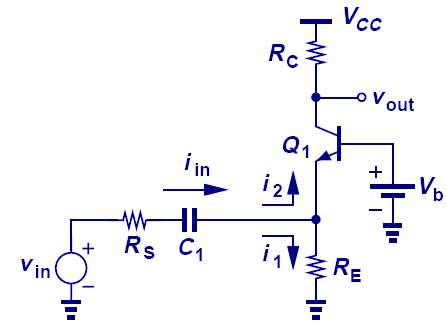 V_CC
R_C
v_out
Q_1
i_in
i_2
+
V_b
−
R_S
C_1
i_1
R_E
v_in
+
−